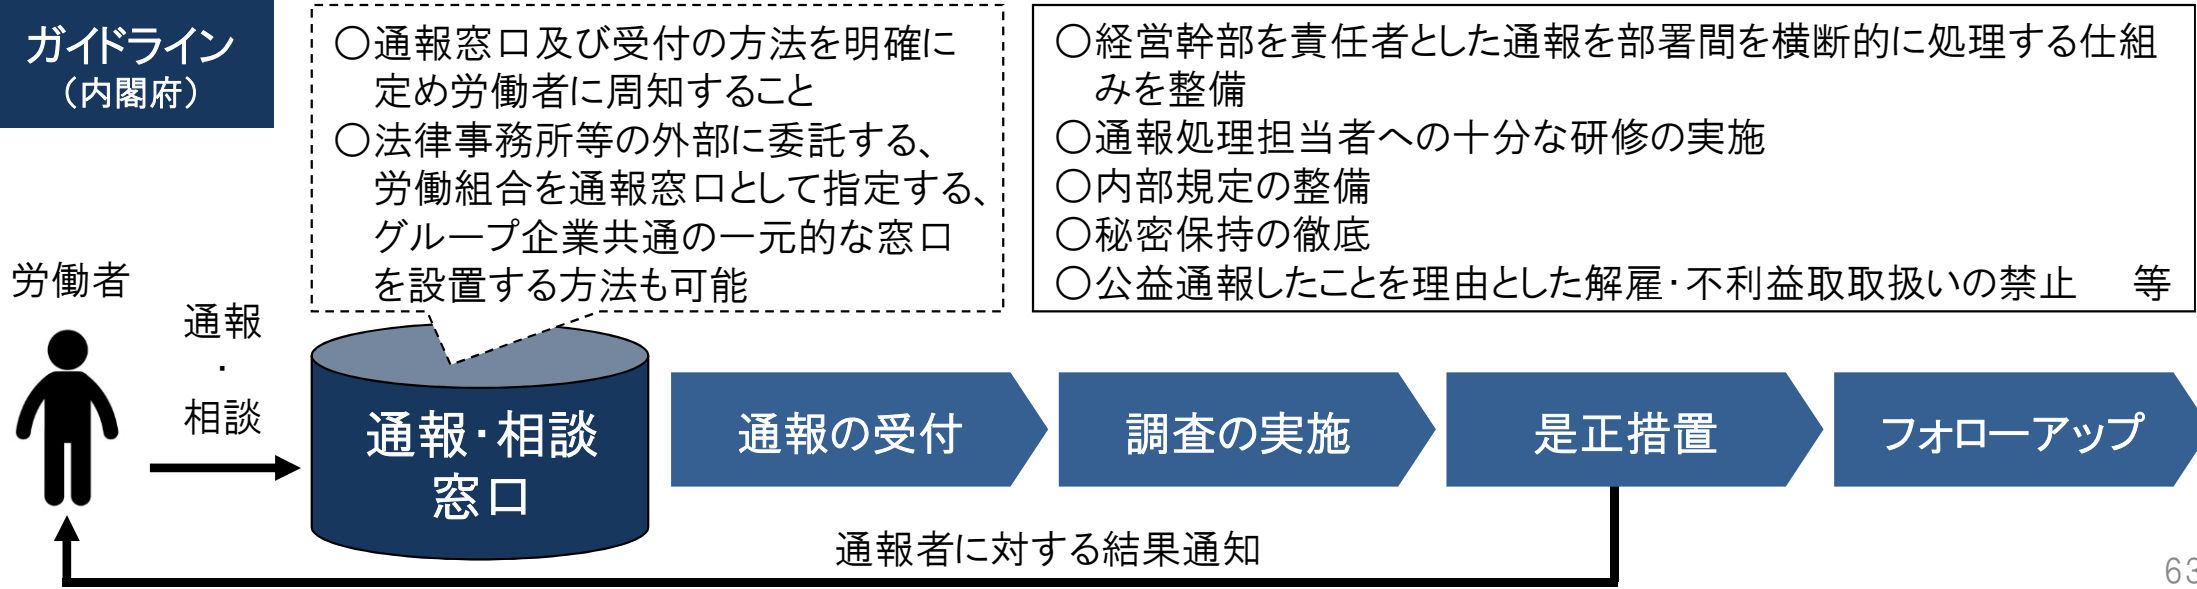 ガイドライン
（内閣府）
〇通報窓口及び受付の方法を明確に
定め労働者に周知すること
〇法律事務所等の外部に委託する、
労働組合を通報窓口として指定する、
グループ企業共通の一元的な窓口
を設置する方法も可能
〇経営幹部を責任者とした通報を部署間を横断的に処理する仕組
みを整備
〇通報処理担当者への十分な研修の実施
〇内部規定の整備
〇秘密保持の徹底
〇公益通報したことを理由とした解雇・不利益取取扱いの禁止　等
労働者
通報
・
相談
通報・相談
窓口
通報の受付
調査の実施
是正措置
フォローアップ
通報者に対する結果通知
63